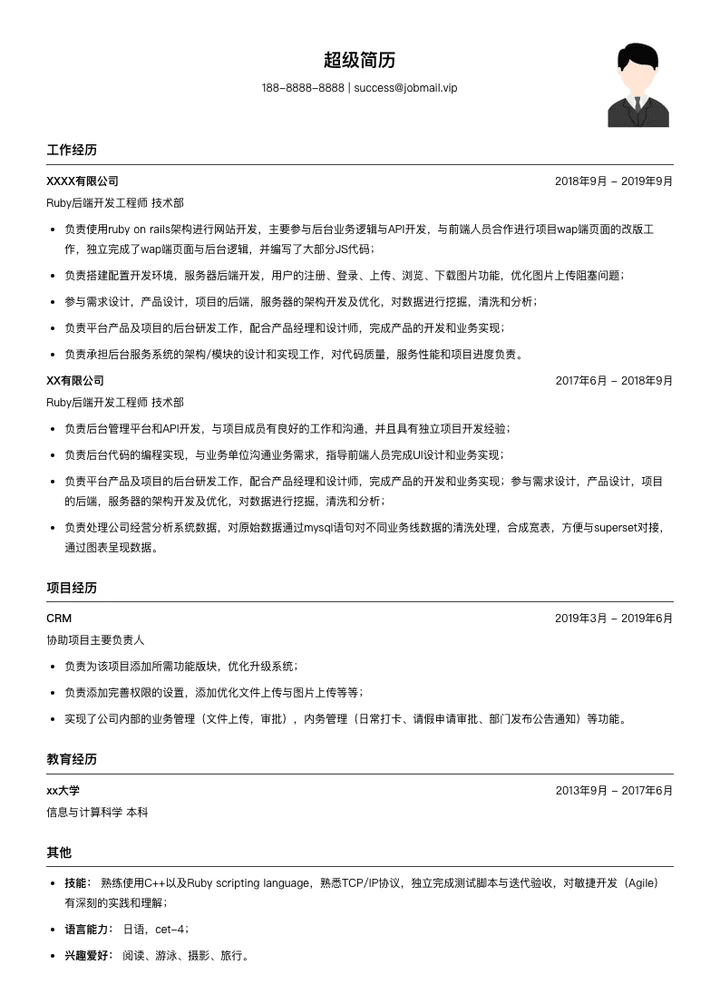 超级简历
188-8888-8888 | success@jobmail.vip
工作经历
XXXX有限公司 2018年9月 – 2019年9月
Ruby后端开发工程师 技术部
• 负责使用ruby on rails架构进行网站开发，主要参与后台业务逻辑与API开发，与前端人员合作进行项目wap端页面的改版工
作，独立完成了wap端页面与后台逻辑，并编写了大部分JS代码；
• 负责搭建配置开发环境，服务器后端开发，用户的注册、登录、上传、浏览、下载图片功能，优化图片上传阻塞问题；
• 参与需求设计，产品设计，项目的后端，服务器的架构开发及优化，对数据进行挖掘，清洗和分析；
• 负责平台产品及项目的后台研发工作，配合产品经理和设计师，完成产品的开发和业务实现；
• 负责承担后台服务系统的架构/模块的设计和实现工作，对代码质量，服务性能和项目进度负责。
XX有限公司 2017年6月 – 2018年9月
Ruby后端开发工程师 技术部
• 负责后台管理平台和API开发，与项目成员有良好的工作和沟通，并且具有独立项目开发经验；
• 负责后台代码的编程实现，与业务单位沟通业务需求，指导前端人员完成UI设计和业务实现；
• 负责平台产品及项目的后台研发工作，配合产品经理和设计师，完成产品的开发和业务实现；参与需求设计，产品设计，项目
的后端，服务器的架构开发及优化，对数据进行挖掘，清洗和分析；
• 负责处理公司经营分析系统数据，对原始数据通过mysql语句对不同业务线数据的清洗处理，合成宽表，方便与superset对接，
通过图表呈现数据。
项目经历
CRM 2019年3月 – 2019年6月
协助项目主要负责人
• 负责为该项目添加所需功能版块，优化升级系统；
• 负责添加完善权限的设置，添加优化文件上传与图片上传等等；
• 实现了公司内部的业务管理（文件上传，审批），内务管理（日常打卡、请假申请审批、部门发布公告通知）等功能。
教育经历
xx大学 2013年9月 – 2017年6月
信息与计算科学 本科
其他
• 技能： 熟练使用C++以及Ruby scripting language，熟悉TCP/IP协议，独立完成测试脚本与迭代验收，对敏捷开发（Agile）
有深刻的实践和理解；
• 语言能力： 日语，cet-4；
• 兴趣爱好： 阅读、游泳、摄影、旅行。